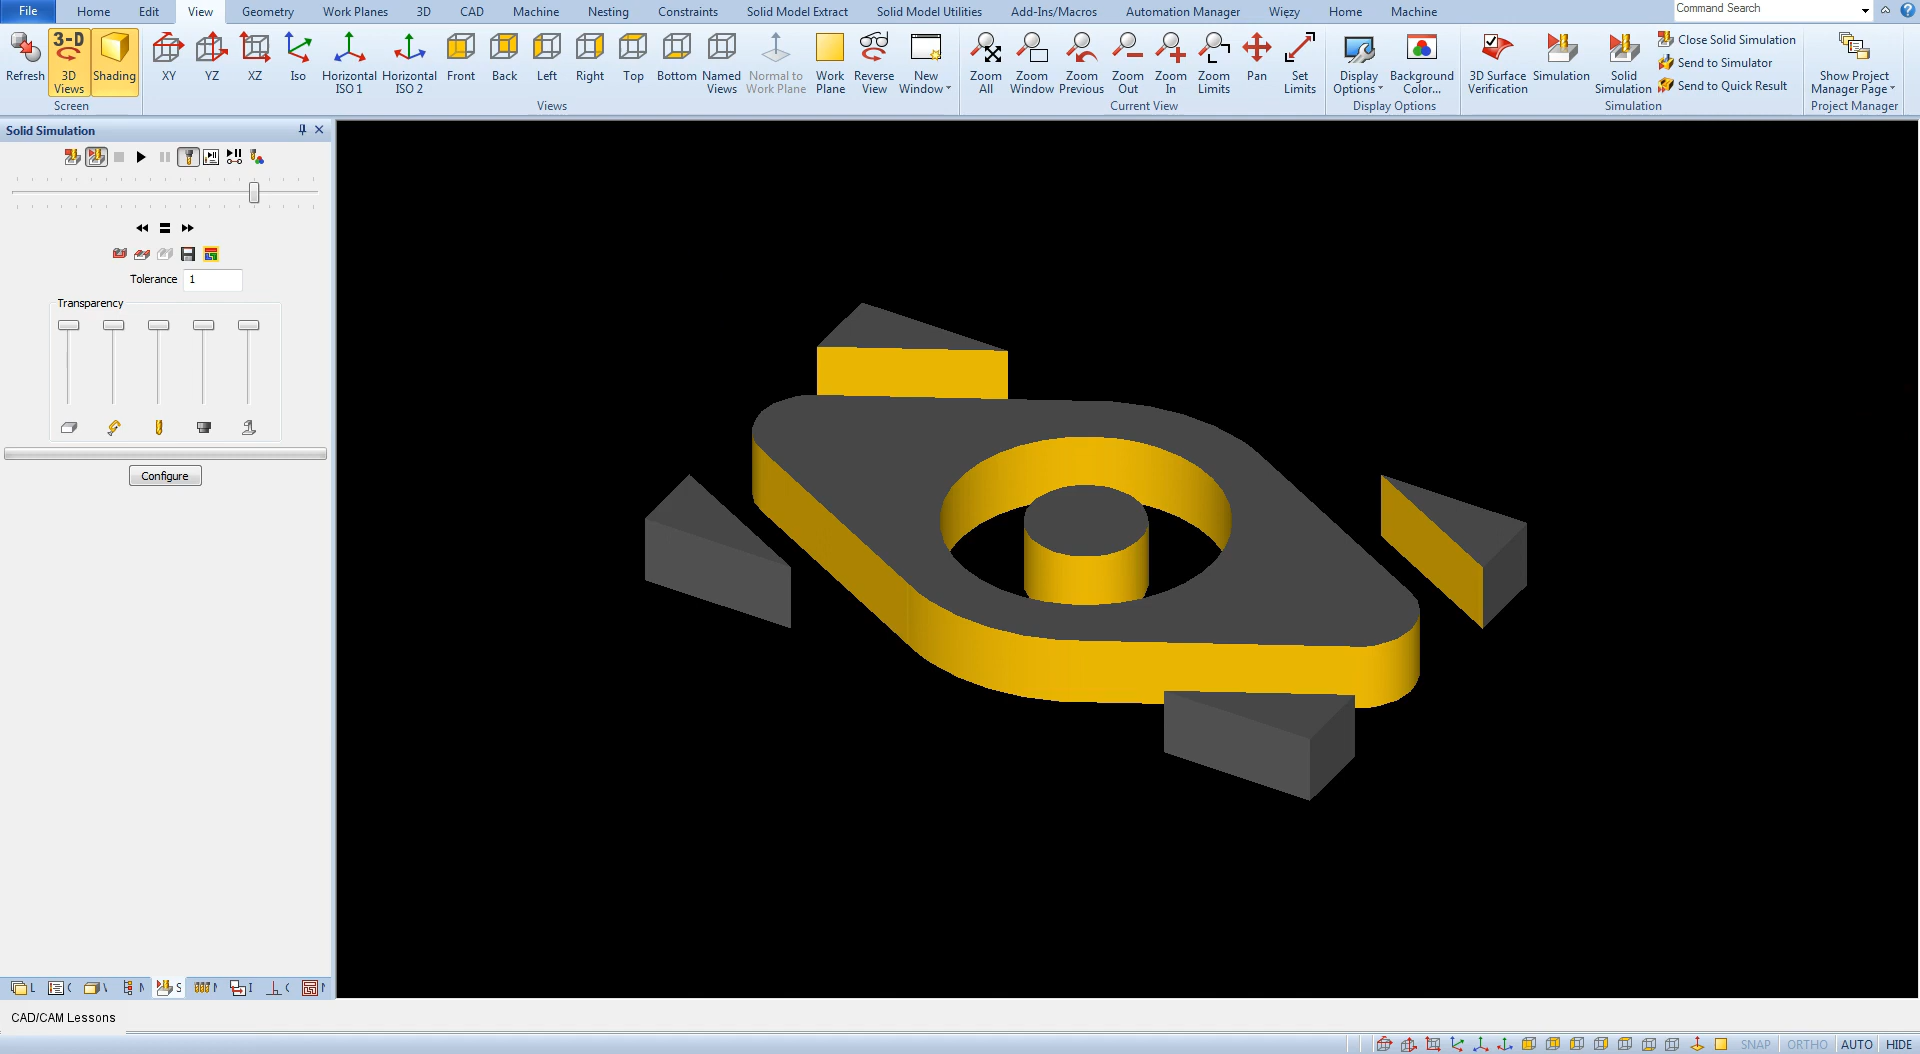 File Home Edit View Geometry Work Planes 3D CAD Machine Nesting Constraints Solid Model Extract Solid Model Utilities Add-Ins/Macros Automation Manager Więzy Home Machine Command Search
Refresh
3-D
3D Views
Shading
Screen
XY
YZ
XZ
Iso
Horizontal ISO 1
Horizontal ISO 2
Front
Back
Left
Right
Top
Bottom
Named Views
Normal to Work Plane
Work Plane
Reverse View
New Window
Views
Zoom All
Zoom Window
Zoom Previous
Zoom Out
Zoom In
Zoom Limits
Pan
Set Limits
Current View
Display Options
Background Color...
Display Options
3D Surface Verification
Simulation
Solid Simulation
Close Solid Simulation
Send to Simulator
Send to Quick Result
Simulation
Show Project Manager Page
Project Manager
Solid Simulation
Tolerance 1
Transparency
Configure
L ( \ N S M I ( M
CAD/CAM Lessons
SNAP ORTHO AUTO HIDE